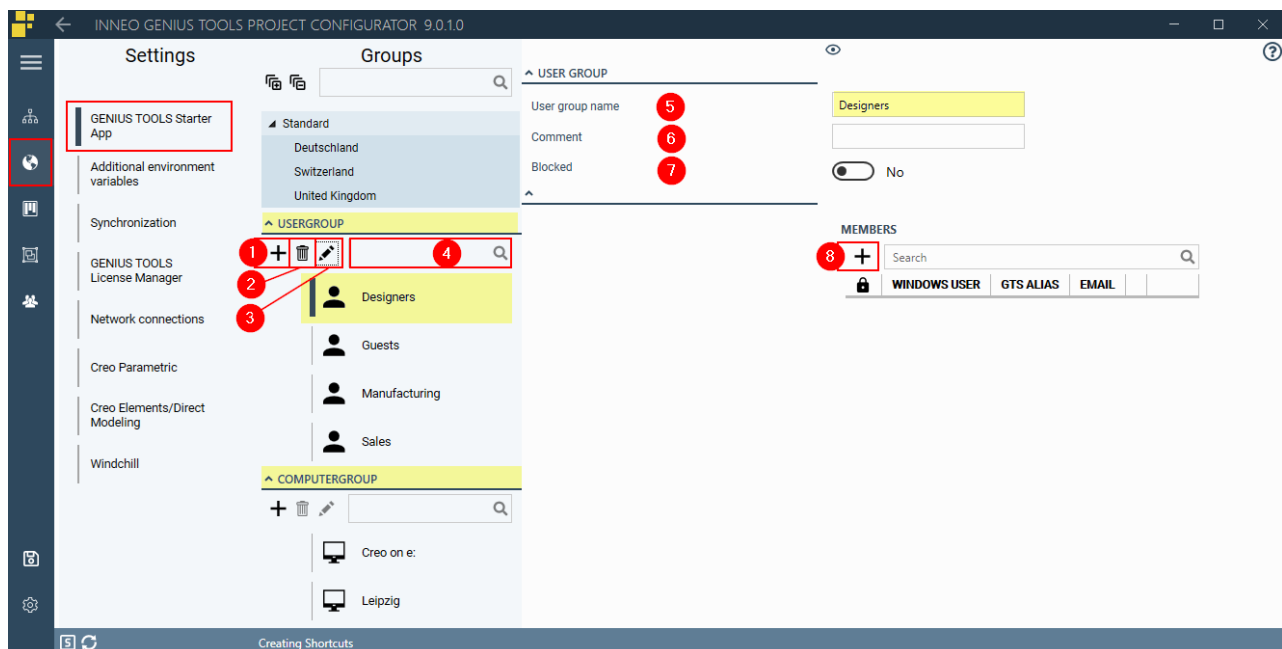 INNEO GENIUS TOOLS PROJECT CONFIGURATOR 9.0.1.0
Settings
GENIUS TOOLS Starter
App
Additional environment
variables
Synchronization
GENIUS TOOLS
License Manager
Network connections
Creo Parametric
Creo Elements/Direct
Modeling
Windchill
Groups
Standard
Deutschland
Switzerland
United Kingdom
USERGROUP
1
4
2
3
Designers
Guests
Manufacturing
Sales
COMPUTERGROUP
Creo on e:
Leipzig
USER GROUP
User group name 5 Designers
Comment 6
Blocked 7 No
MEMBERS
8 Search
WINDOWS USER GTS ALIAS EMAIL
?
S Creating Shortcuts